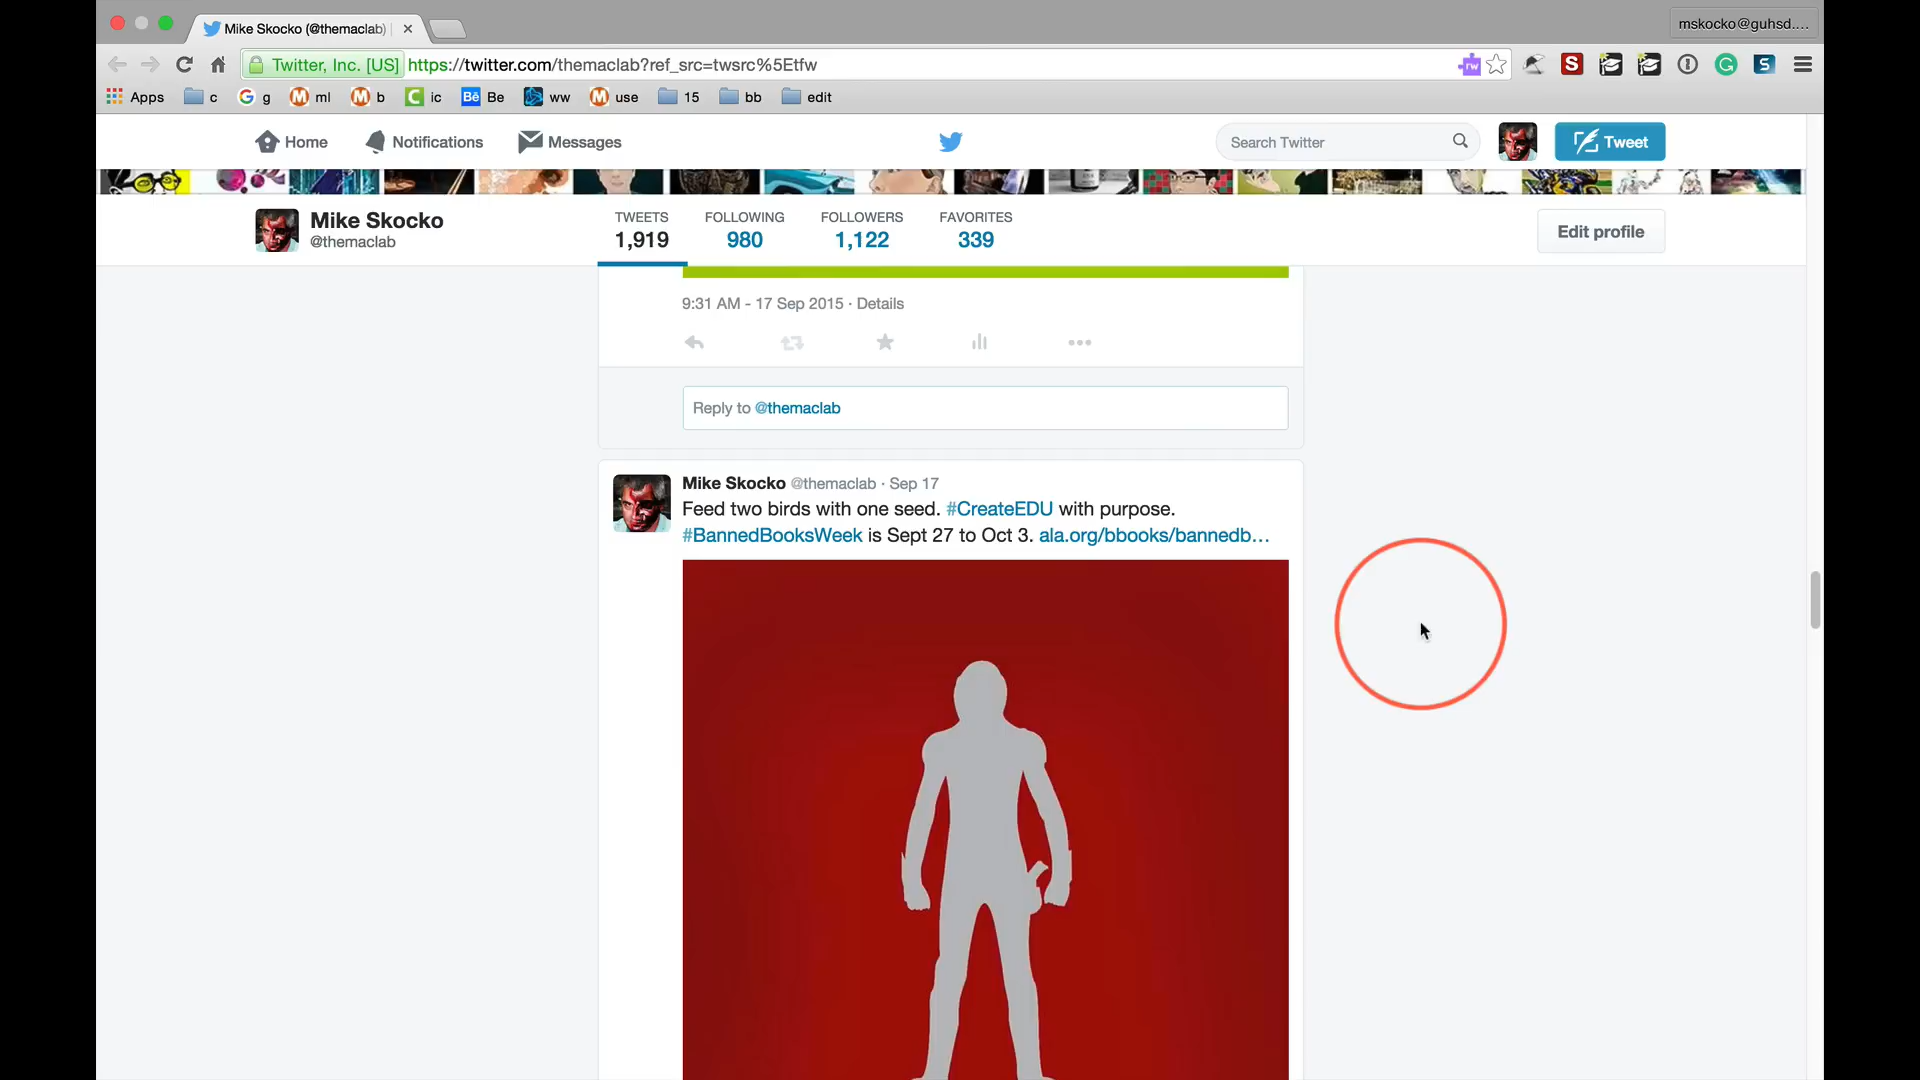 Mike Skocko (@themaclab)
mskocko@guhsd....
Twitter, Inc. [US] https://twitter.com/themaclab?ref_src=twsrc%5Etfw
Apps c g ml b ic Be ww use 15 bb edit
Home Notifications Messages Search Twitter Tweet
Mike Skocko
@themaclab
TWEETS FOLLOWING FOLLOWERS FAVORITES
1,919 980 1,122 339
Edit profile
9:31 AM - 17 Sep 2015 · Details
Reply to @themaclab
Mike Skocko @themaclab · Sep 17
Feed two birds with one seed. #CreateEDU with purpose.
#BannedBooksWeek is Sept 27 to Oct 3. ala.org/bbooks/bannedb…